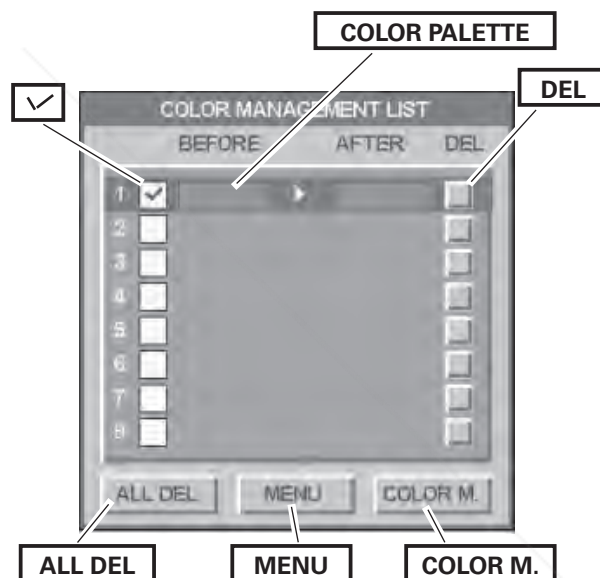 COLOR PALETTE
DEL
COLOR MANAGEMENT LIST
BEFORE AFTER DEL
1
2
3
4
5
6
7
8
ALL DEL MENU COLOR M.
ALL DEL MENU COLOR M.